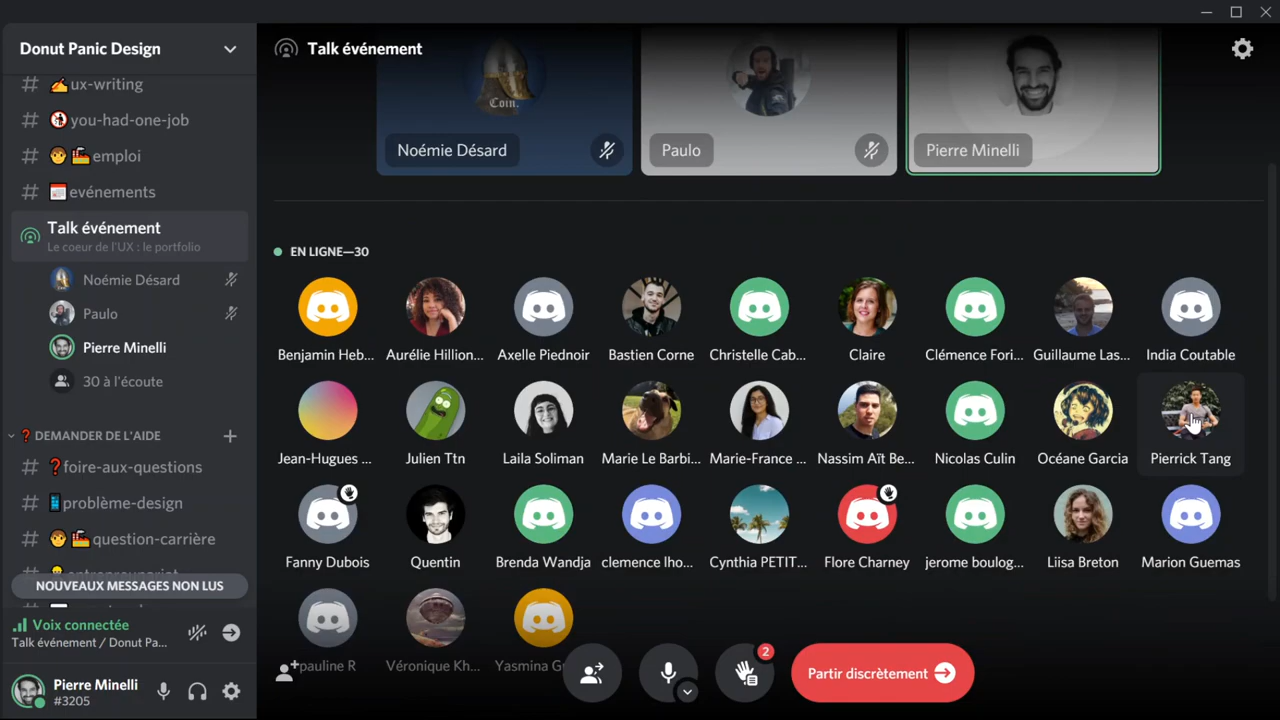 Donut Panic Design
# ux-writing
# you-had-one-job
# emploi
# evénements
Talk événement
Le coeur de l'UX : le portfolio
Noémie Désard
Paulo
Pierre Minelli
30 à l'écoute
DEMANDER DE L'AIDE +
# foire-aux-questions
# problème-design
# question-carrière
NOUVEAUX MESSAGES NON LUS
Voix connectée
Talk événement / Donut Pa...
Pierre Minelli
#3205
Talk événement
Coin.
Noémie Désard
Paulo
Pierre Minelli
EN LIGNE—30
Benjamin Heb... Aurélie Hillion... Axelle Piednoir Bastien Corne Christelle Cab... Claire Clémence Fori... Guillaume Las... India Coutable
Jean-Hugues ... Julien Ttn Laila Soliman Marie Le Barbi... Marie-France ... Nassim Aït Be... Nicolas Culin Océane Garcia Pierrick Tang
Fanny Dubois Quentin Brenda Wandja clemence lho... Cynthia PETIT... Flore Charney jerome boulog... Liisa Breton Marion Guemas
pauline R Véronique Kh... Yasmina
2
Partir discrètement